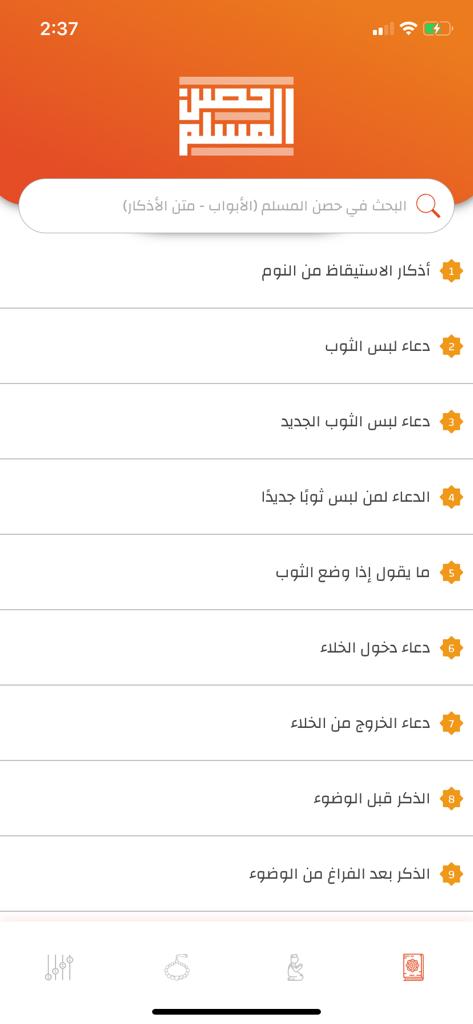 2:37
حصن
المسلم
البحث في حصن المسلم (الأبواب - متن الأذكار)
1 أذكار الاستيقاظ من النوم
2 دعاء لبس الثوب
3 دعاء لبس الثوب الجديد
4 الدعاء لمن لبس ثوبًا جديدًا
5 ما يقول إذا وضع الثوب
6 دعاء دخول الخلاء
7 دعاء الخروج من الخلاء
8 الذكر قبل الوضوء
9 الذكر بعد الفراغ من الوضوء